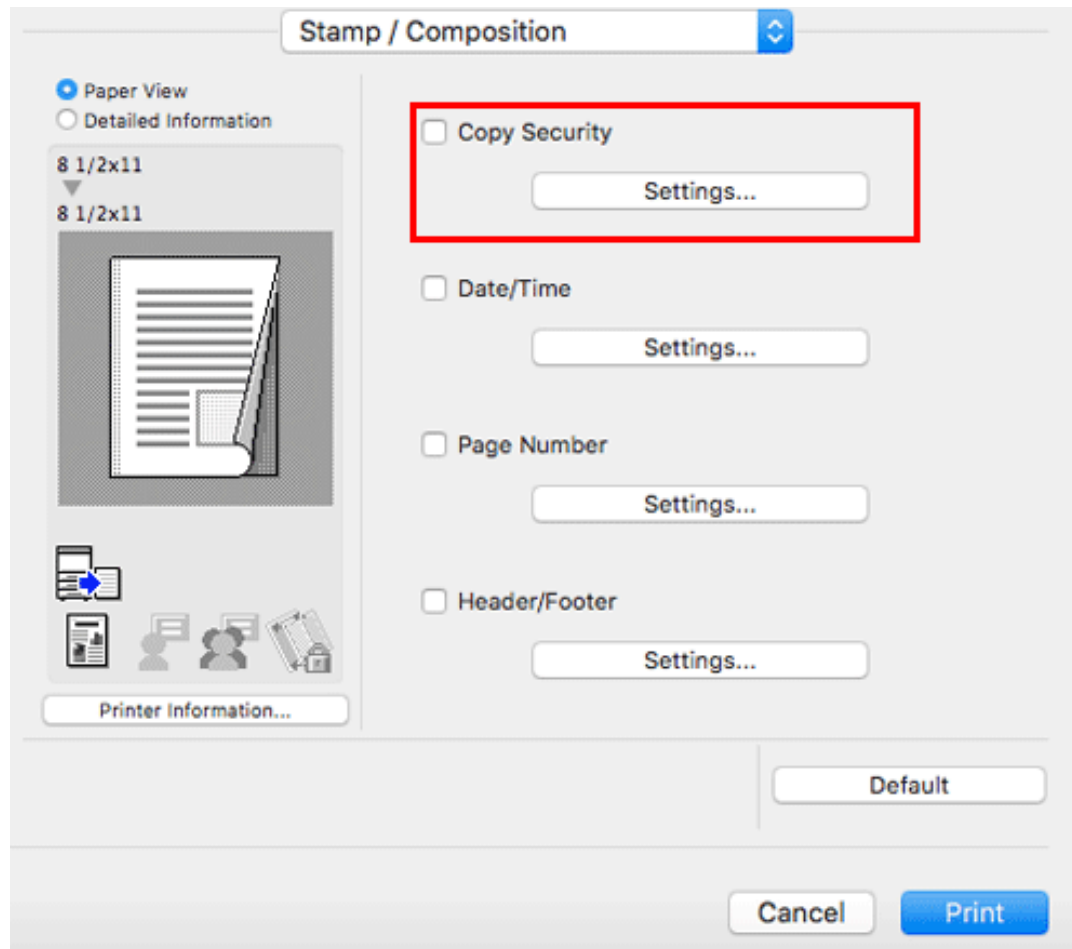 Stamp / Composition
Paper View
Detailed Information
8 1/2x11
8 1/2x11
Printer Information...
Copy Security
Settings...
Date/Time
Settings...
Page Number
Settings...
Header/Footer
Settings...
Default
Cancel
Print